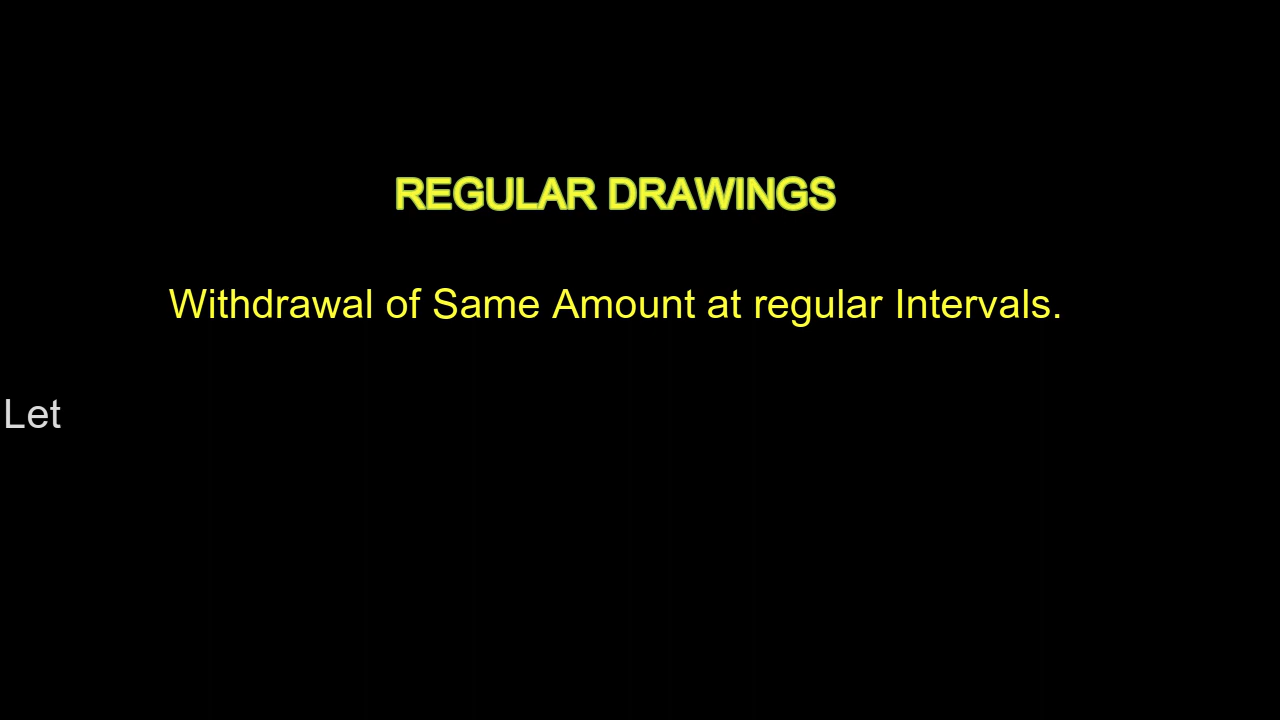 REGULAR DRAWINGS
Withdrawal of Same Amount at regular Intervals.
Let